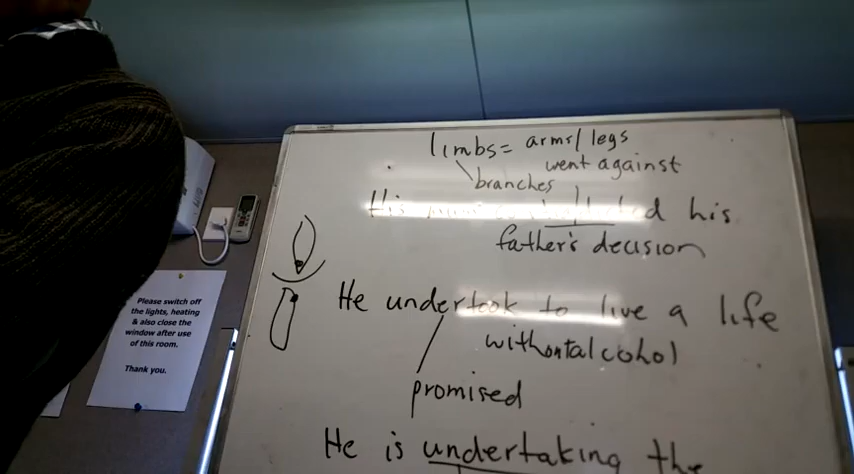 limbs = arms/legs
went against
branches
His his
father's decision
He undertook to live a life
without alcohol
promised
He is undertaking the
Please switch off
the lights, heating
& also close the
window after use
of this room.
Thank you.